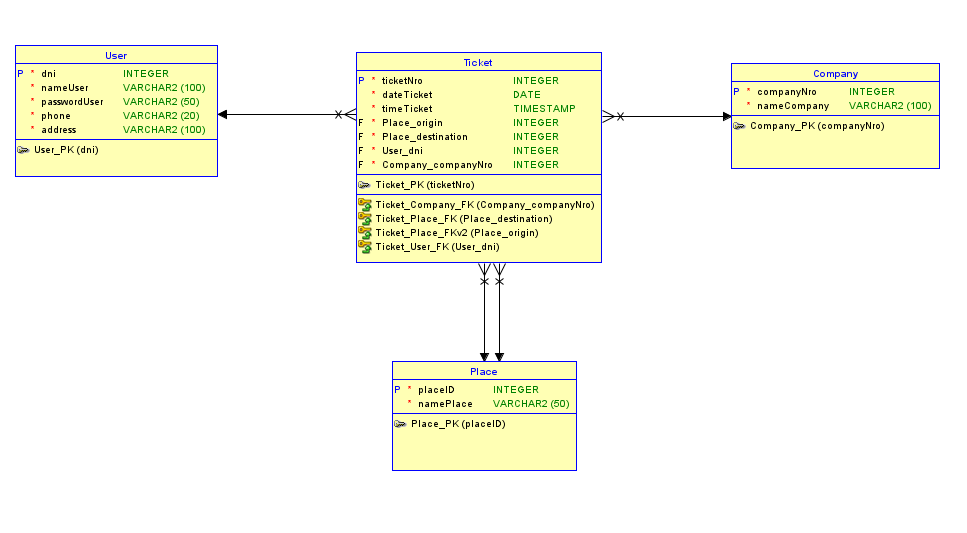 User
P * dni INTEGER
* nameUser VARCHAR2 (100)
* passwordUser VARCHAR2 (50)
* phone VARCHAR2 (20)
* address VARCHAR2 (100)
User_PK (dni)
Ticket
P * ticketNro INTEGER
* dateTicket DATE
* timeTicket TIMESTAMP
F * Place_origin INTEGER
F * Place_destination INTEGER
F * User_dni INTEGER
F * Company_companyNro INTEGER
Ticket_PK (ticketNro)
Ticket_Company_FK (Company_companyNro)
Ticket_Place_FK (Place_destination)
Ticket_Place_FKv2 (Place_origin)
Ticket_User_FK (User_dni)
Company
P * companyNro INTEGER
* nameCompany VARCHAR2 (100)
Company_PK (companyNro)
Place
P * placeID INTEGER
* namePlace VARCHAR2 (50)
Place_PK (placeID)